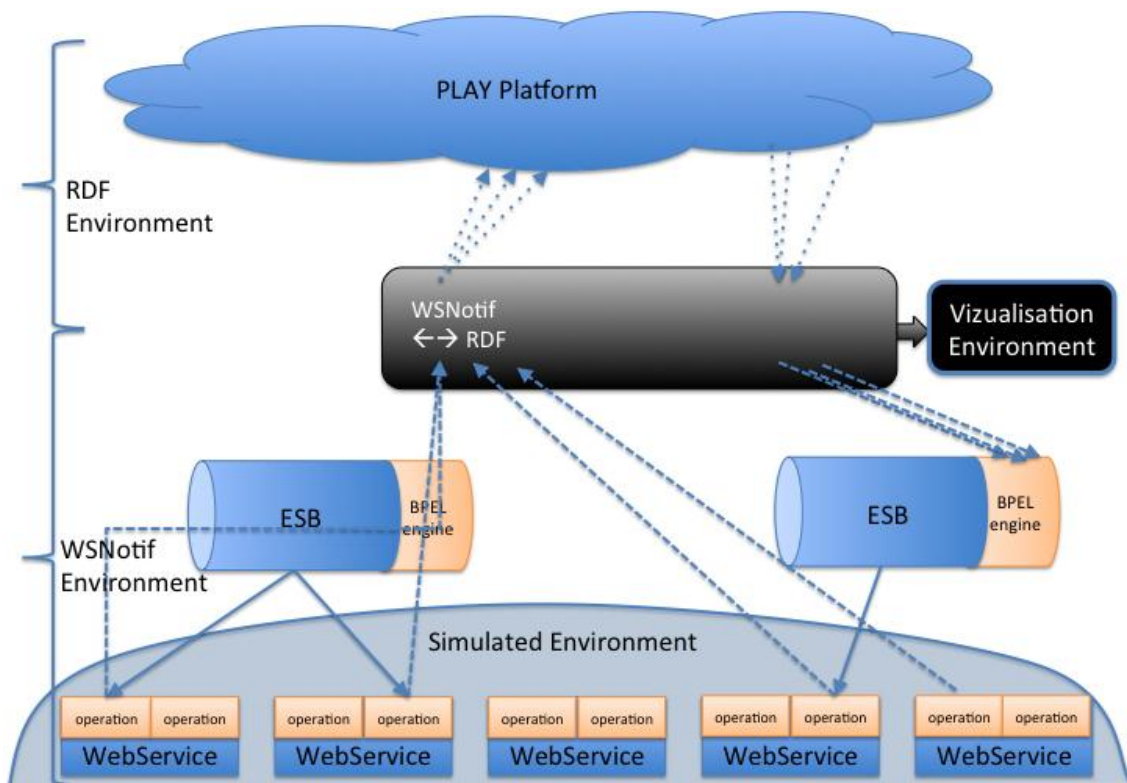 PLAY Platform
RDF
Environment
WSNotif
←→ RDF
Vizualisation
Environment
ESB
BPEL
engine
ESB
BPEL
engine
WSNotif
Environment
Simulated Environment
operation operation
operation operation
operation operation
operation operation
operation operation
WebService
WebService
WebService
WebService
WebService